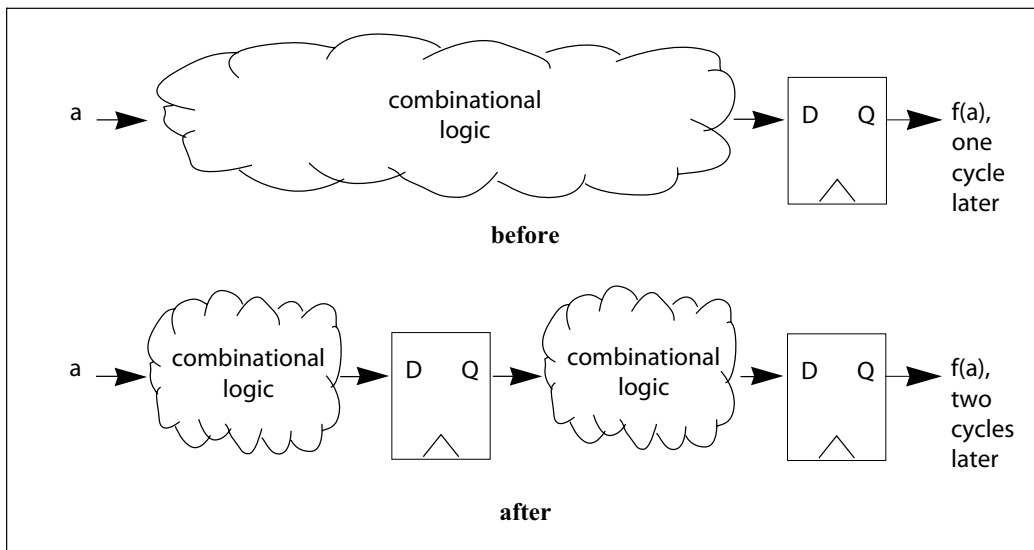 a
combinational
logic
D Q
f(a),
one
cycle
later
before
a
combinational
logic
D Q
combinational
logic
D Q
f(a),
two
cycles
later
after